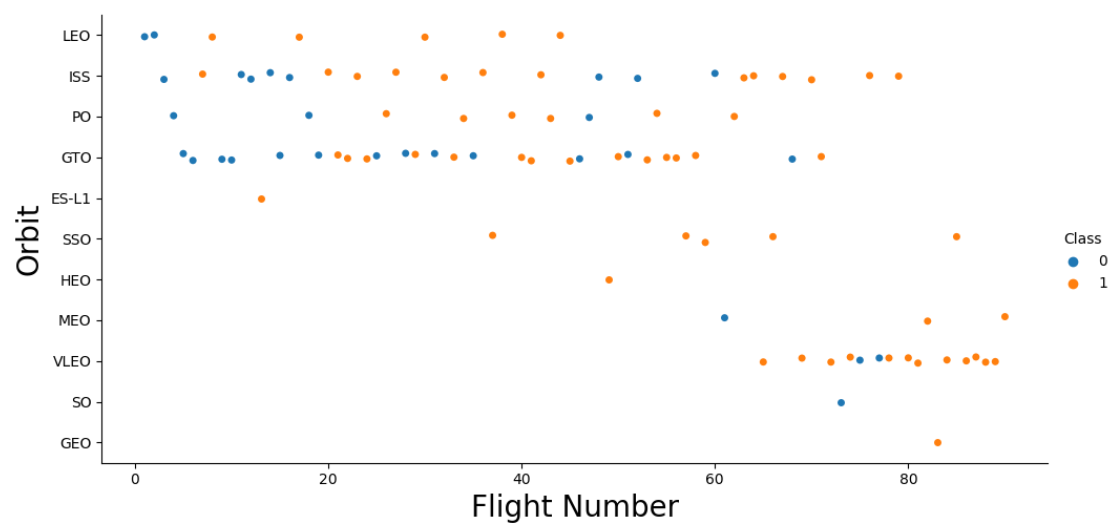 LEO
ISS
PO
GTO
ES-L1
SSO
HEO
MEO
VLEO
SO
GEO
Orbit
0 20 40 60 80
Flight Number
Class
0
1